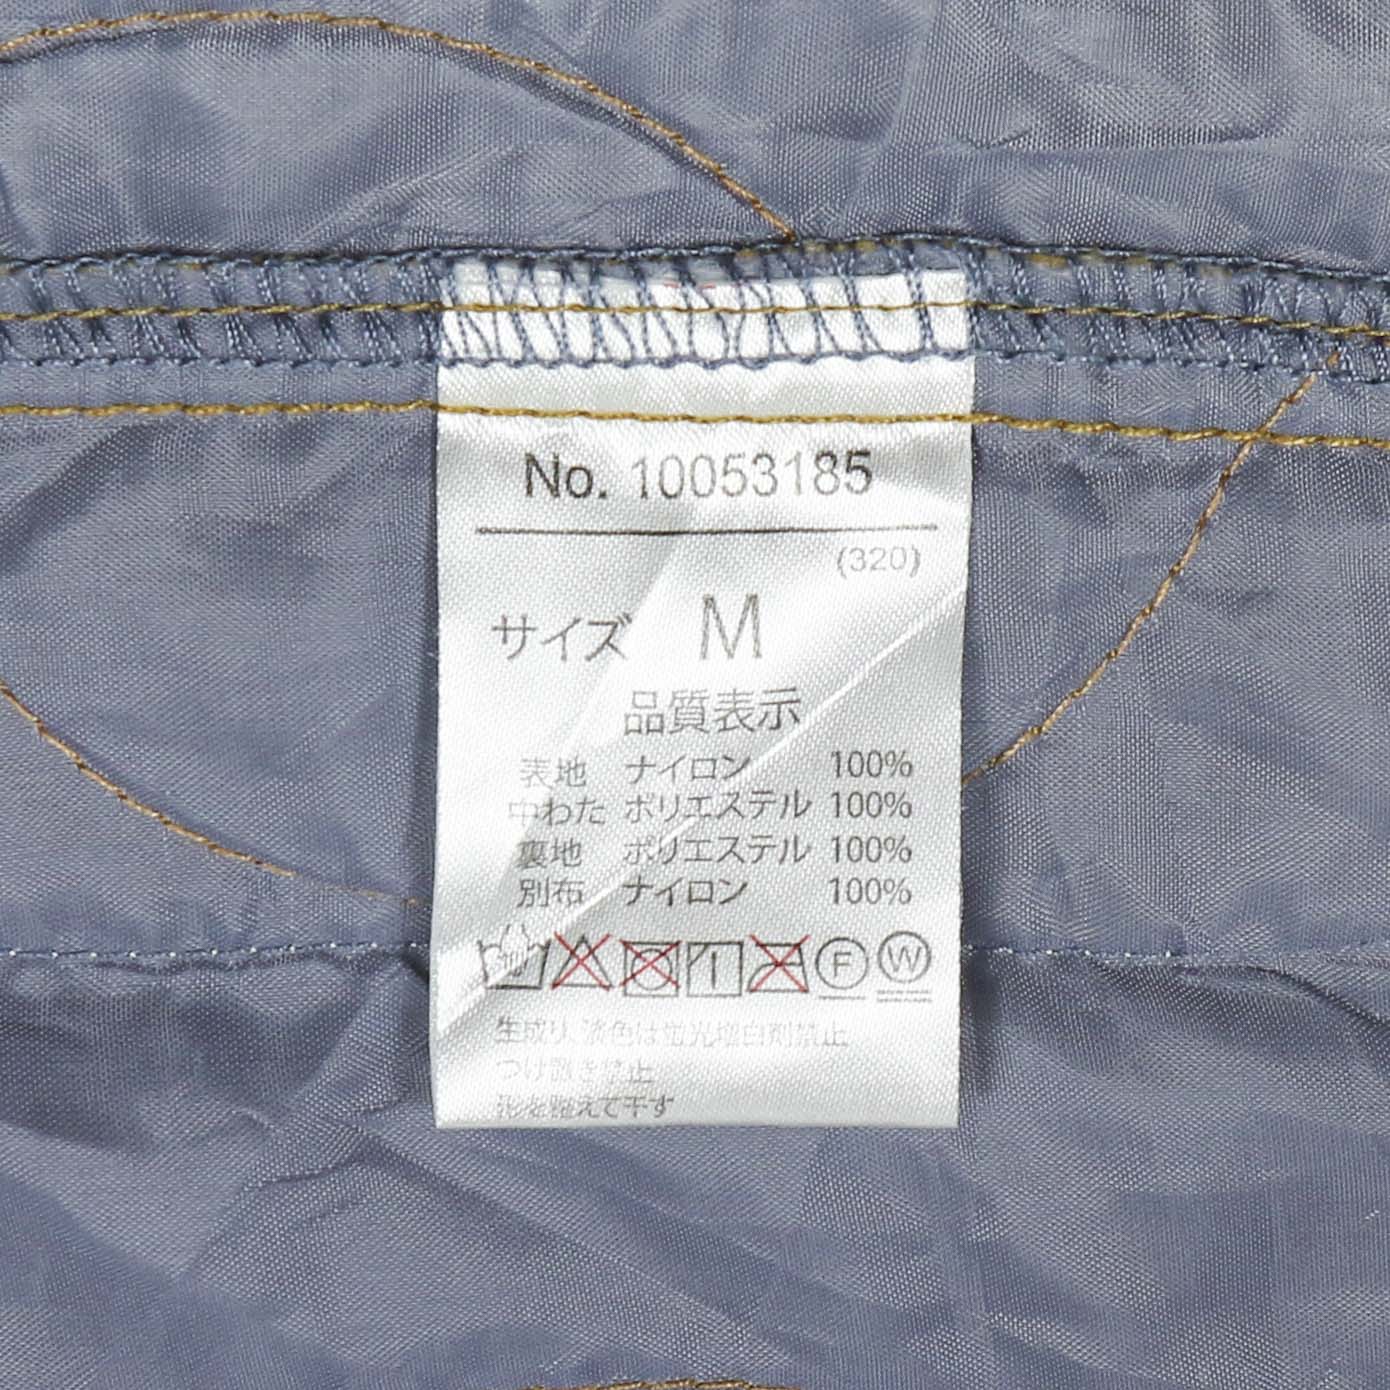 No. 10053185
(320)
サイズ M
品質表示
表地 ナイロン 100%
中わた ポリエステル 100%
裏地 ポリエステル 100%
別布 ナイロン 100%
F W
生成り、淡色は蛍光増白剤禁止
つけ置き禁止
形を整えて干す